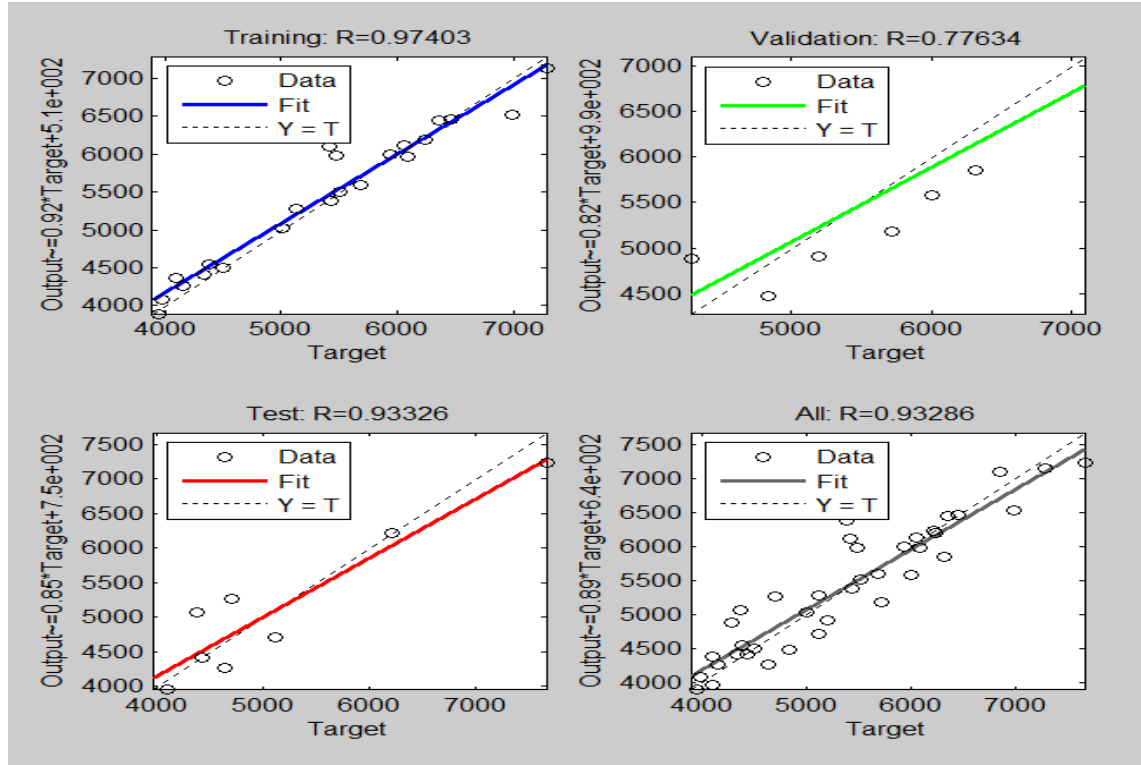 Training: R=0.97403
Output~=0.92*Target+5.1e+002
7000
6500
6000
5500
5000
4500
4000
Data
Fit
Y = T
4000 5000 6000 7000
Target
Validation: R=0.77634
Output~=0.82*Target+9.9e+002
7000
6500
6000
5500
5000
4500
Data
Fit
Y = T
5000 6000 7000
Target
Test: R=0.93326
Output~=0.85*Target+7.5e+002
7500
7000
6500
6000
5500
5000
4500
4000
Data
Fit
Y = T
4000 5000 6000 7000
Target
All: R=0.93286
Output~=0.89*Target+6.4e+002
7500
7000
6500
6000
5500
5000
4500
4000
Data
Fit
Y = T
4000 5000 6000 7000
Target